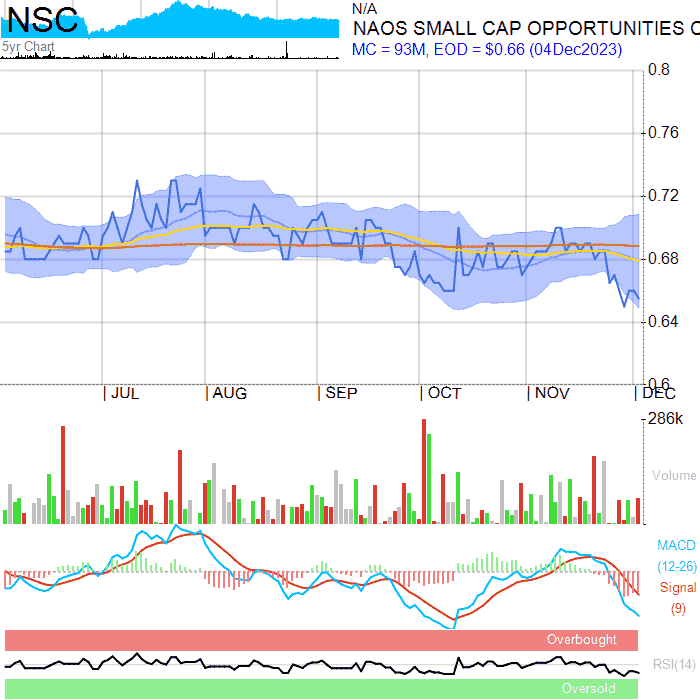 NSC
N/A
NAOS SMALL CAP OPPORTUNITIES C
5yr Chart
MC = 93M, EOD = $0.66 (04Dec2023)
0.8
0.76
0.72
0.68
0.64
0.6
JUL AUG SEP OCT NOV DEC
286k
Volume
MACD
(12-26)
Signal
(9)
Overbought
RSI(14)
Oversold